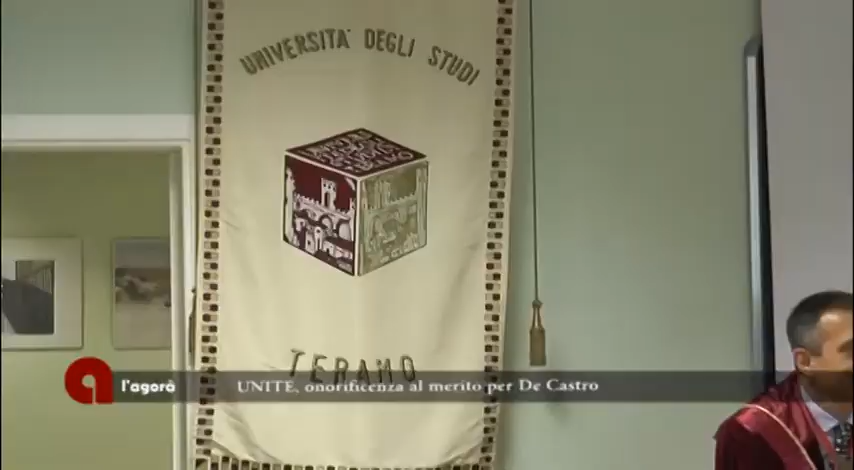 UNIVERSITA' DEGLI STUDI
TERAMO
l'agorà
UNITE, onorificenza al merito per De Castro